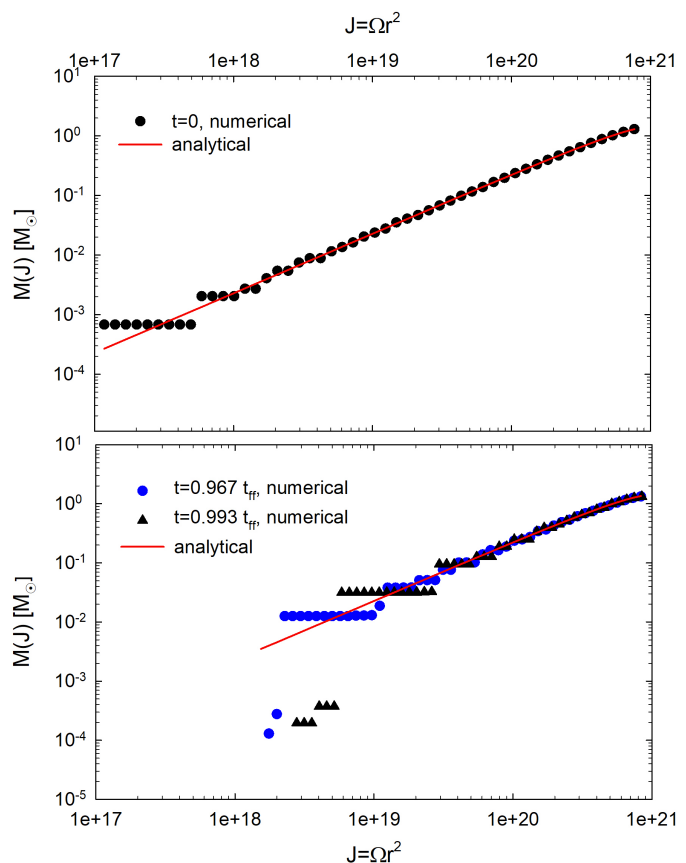 J=Ωr²
1e+17 1e+18 1e+19 1e+20 1e+21
10¹
10⁰
10⁻¹
10⁻²
10⁻³
10⁻⁴
M(J) [M☉]
t=0, numerical
analytical
10¹
10⁰
10⁻¹
10⁻²
10⁻³
10⁻⁴
10⁻⁵
M(J) [M☉]
t=0.967 t_ff, numerical
t=0.993 t_ff, numerical
analytical
1e+17 1e+18 1e+19 1e+20 1e+21
J=Ωr²